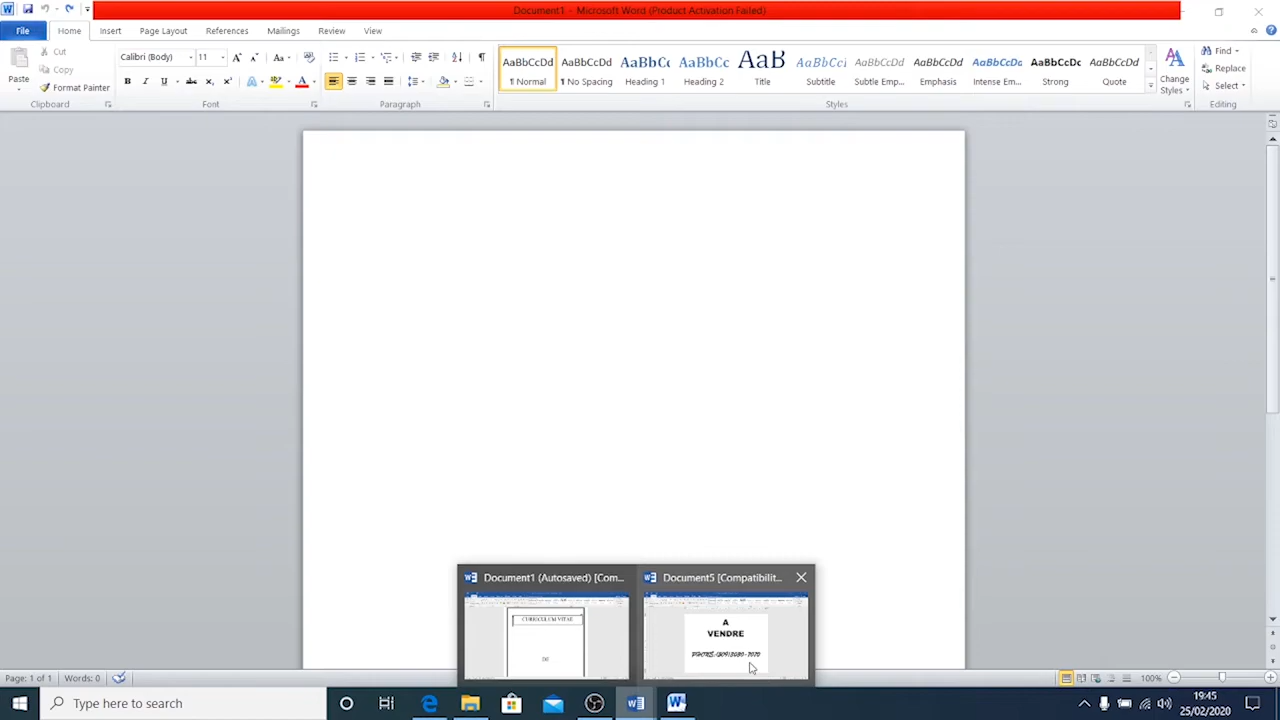 Document1 - Microsoft Word (Product Activation Failed)
File Home Insert Page Layout References Mailings Review View
Paste
Cut
Copy
Format Painter
Clipboard
Calibri (Body) 11
Font
Paragraph
AaBbCcDd AaBbCcDd AaBbCc AaBbCc AaB AaBbCcI AaBbCcDd AaBbCcDd AaBbCcDd AaBbCcDc AaBbCcDd
¶ Normal ¶ No Spacing Heading 1 Heading 2 Title Subtitle Subtle Emp... Emphasis Intense Em... Strong Quote
Styles
Change
Styles
Find
Replace
Select
Editing
Document1 (Autosaved) [Com...
CURRICULUM VITAE
Document5 [Compatibilit...
A
VENDRE
Page: 1 of 1 Words: 0
100%
Type here to search
19:45
25/02/2020